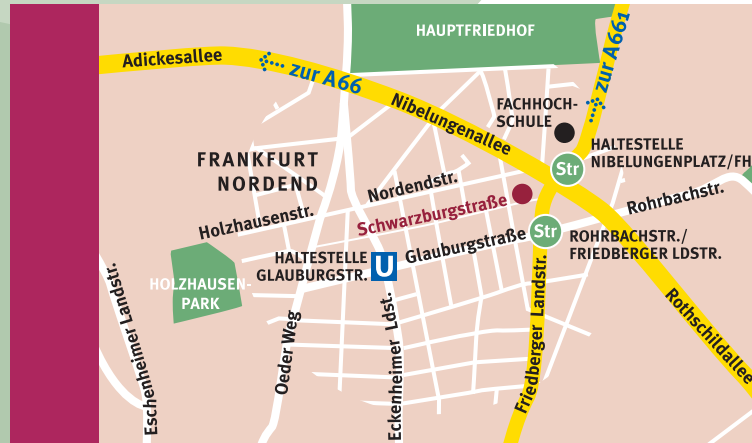 HAUPTFRIEDHOF
Adickesallee
zur A66
zur A661
Nibelungenallee
FACHHOCH-
SCHULE
HALTESTELLE
NIBELUNGENPLATZ/FH
Str
FRANKFURT
NORDEND
Nordendstr.
Holzhausenstr.
Schwarzburgstraße
Rohrbachstr.
Str
ROHRBACHSTR./
FRIEDBERGER LDSTR.
Glauburgstraße
HALTESTELLE
GLAUBURGSTR.
U
HOLZHAUSEN-
PARK
Eschenheimer Landstr.
Oeder Weg
Eckenheimer Ldst.
Friedberger Landstr.
Rothschildallee